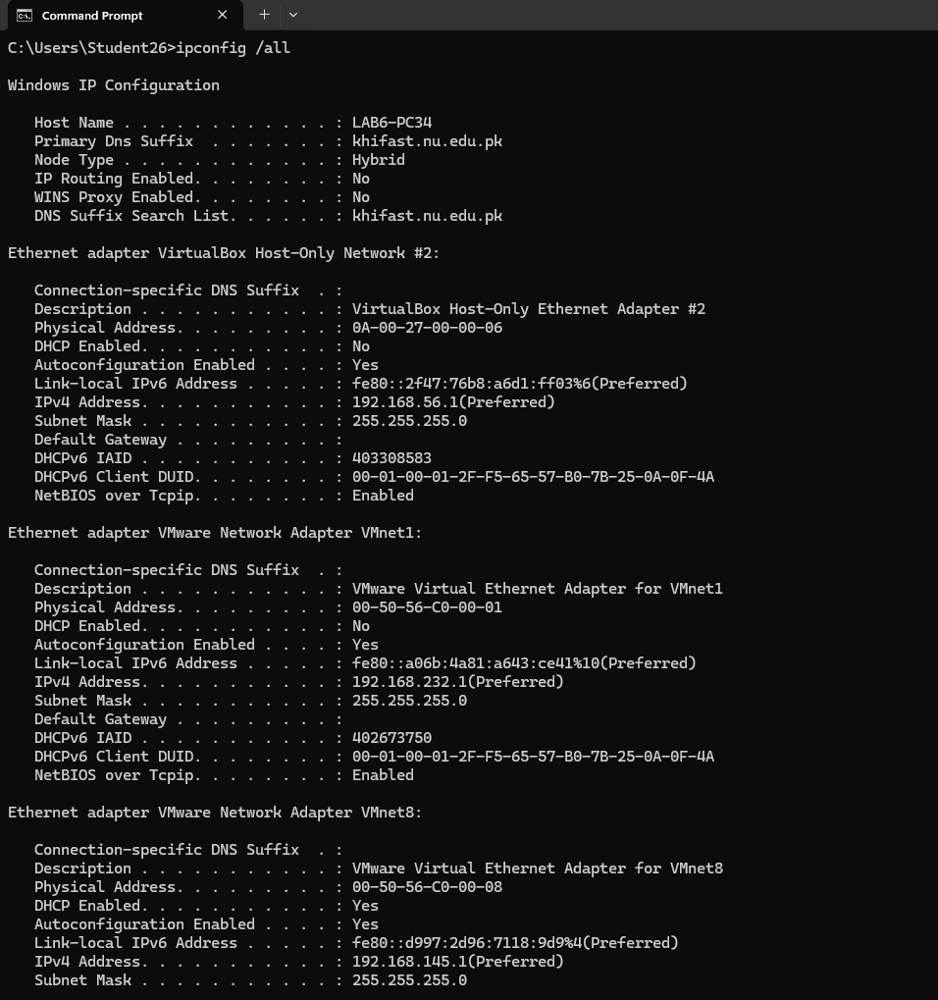 Command Prompt
C:\Users\Student26>ipconfig /all
Windows IP Configuration
Host Name . . . . . . . . . . . . : LAB6-PC34
Primary Dns Suffix  . . . . . . . : khifast.nu.edu.pk
Node Type . . . . . . . . . . . . : Hybrid
IP Routing Enabled. . . . . . . . : No
WINS Proxy Enabled. . . . . . . . : No
DNS Suffix Search List. . . . . . : khifast.nu.edu.pk
Ethernet adapter VirtualBox Host-Only Network #2:
Connection-specific DNS Suffix  . :
Description . . . . . . . . . . . : VirtualBox Host-Only Ethernet Adapter #2
Physical Address. . . . . . . . . : 0A-00-27-00-00-06
DHCP Enabled. . . . . . . . . . . : No
Autoconfiguration Enabled . . . . : Yes
Link-local IPv6 Address . . . . . : fe80::2f47:76b8:a6d1:ff03%6(Preferred)
IPv4 Address. . . . . . . . . . . : 192.168.56.1(Preferred)
Subnet Mask . . . . . . . . . . . : 255.255.255.0
Default Gateway . . . . . . . . . :
DHCPv6 IAID . . . . . . . . . . . : 403308583
DHCPv6 Client DUID. . . . . . . . : 00-01-00-01-2F-F5-65-57-B0-7B-25-0A-0F-4A
NetBIOS over Tcpip. . . . . . . . : Enabled
Ethernet adapter VMware Network Adapter VMnet1:
Connection-specific DNS Suffix  . :
Description . . . . . . . . . . . : VMware Virtual Ethernet Adapter for VMnet1
Physical Address. . . . . . . . . : 00-50-56-C0-00-01
DHCP Enabled. . . . . . . . . . . : No
Autoconfiguration Enabled . . . . : Yes
Link-local IPv6 Address . . . . . : fe80::a06b:4a81:a643:ce41%10(Preferred)
IPv4 Address. . . . . . . . . . . : 192.168.232.1(Preferred)
Subnet Mask . . . . . . . . . . . : 255.255.255.0
Default Gateway . . . . . . . . . :
DHCPv6 IAID . . . . . . . . . . . : 402673750
DHCPv6 Client DUID. . . . . . . . : 00-01-00-01-2F-F5-65-57-B0-7B-25-0A-0F-4A
NetBIOS over Tcpip. . . . . . . . : Enabled
Ethernet adapter VMware Network Adapter VMnet8:
Connection-specific DNS Suffix  . :
Description . . . . . . . . . . . : VMware Virtual Ethernet Adapter for VMnet8
Physical Address. . . . . . . . . : 00-50-56-C0-00-08
DHCP Enabled. . . . . . . . . . . : Yes
Autoconfiguration Enabled . . . . : Yes
Link-local IPv6 Address . . . . . : fe80::d997:2d96:7118:9d9%4(Preferred)
IPv4 Address. . . . . . . . . . . : 192.168.145.1(Preferred)
Subnet Mask . . . . . . . . . . . : 255.255.255.0